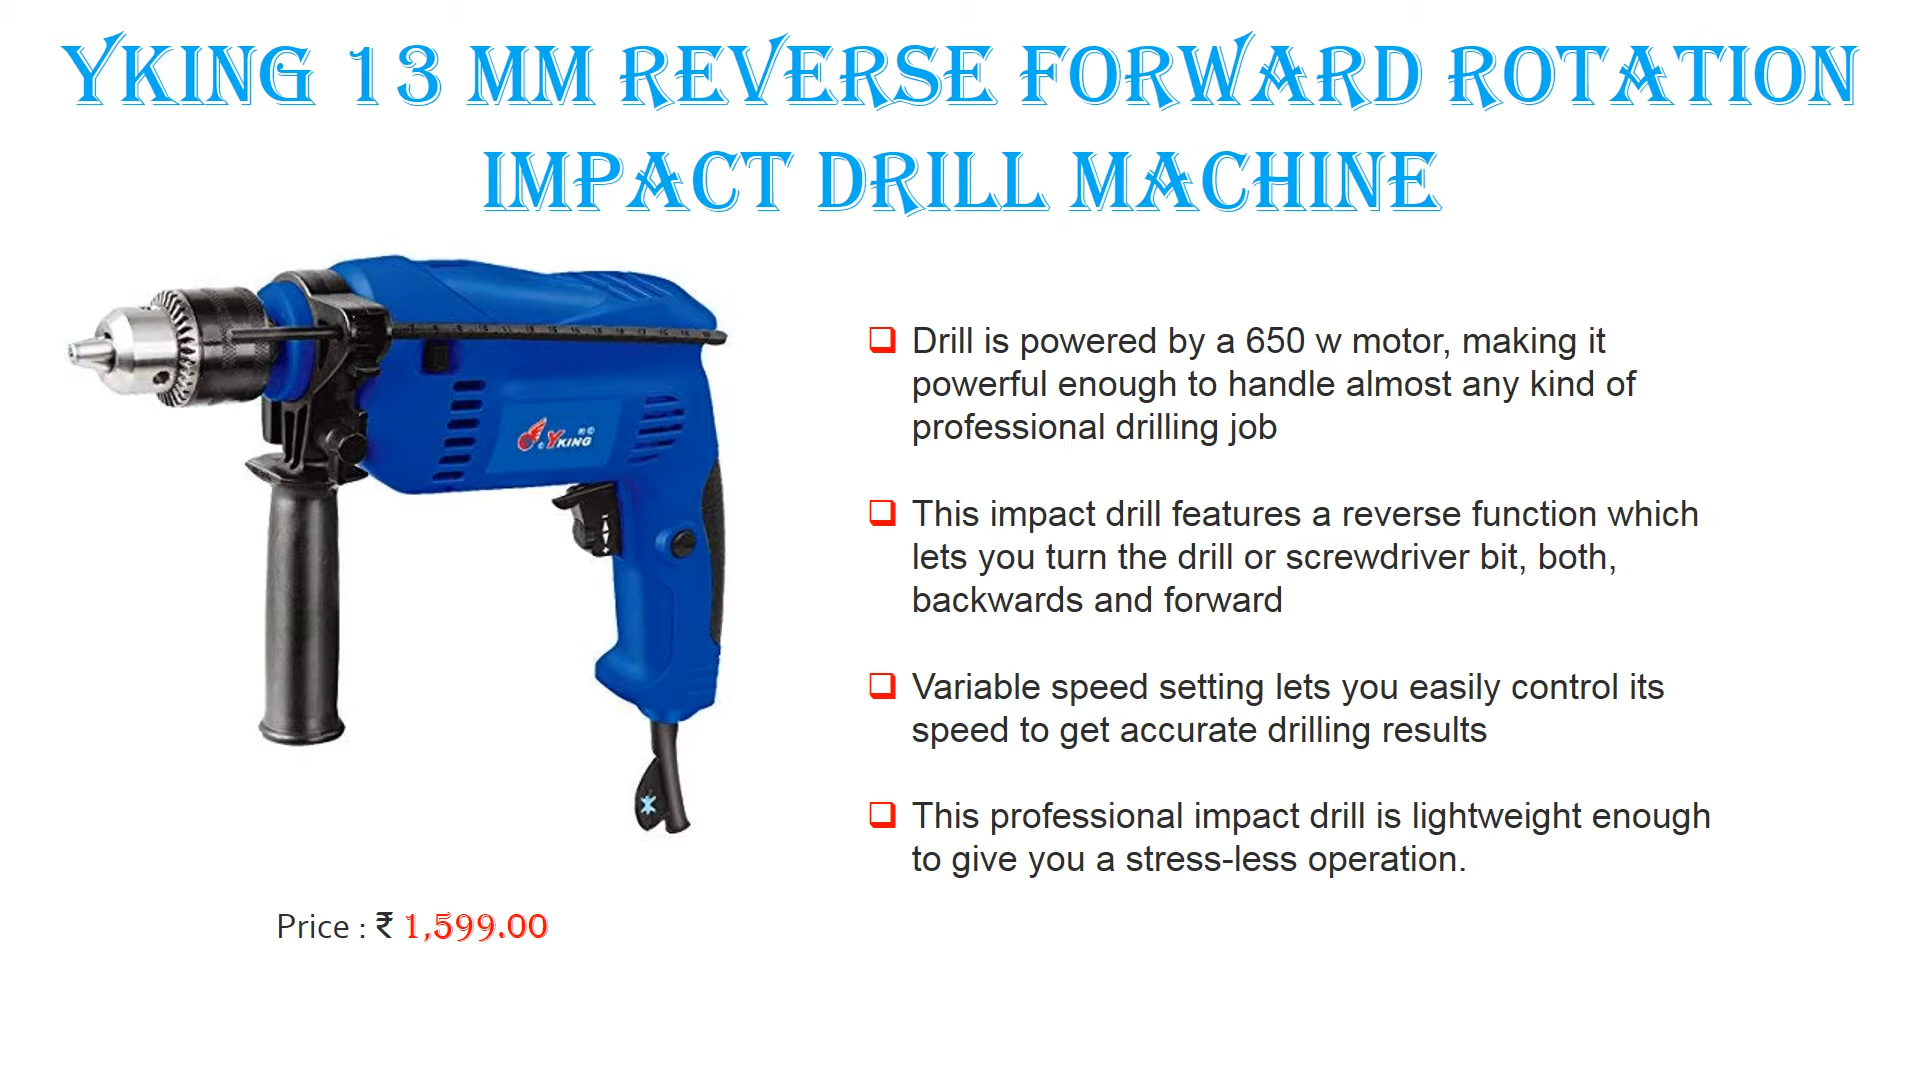 YKING 13 MM REVERSE FORWARD ROTATION
IMPACT DRILL MACHINE
YKING
Drill is powered by a 650 w motor, making it
powerful enough to handle almost any kind of
professional drilling job
This impact drill features a reverse function which
lets you turn the drill or screwdriver bit, both,
backwards and forward
Variable speed setting lets you easily control its
speed to get accurate drilling results
This professional impact drill is lightweight enough
to give you a stress-less operation.
Price : ₹ 1,599.00